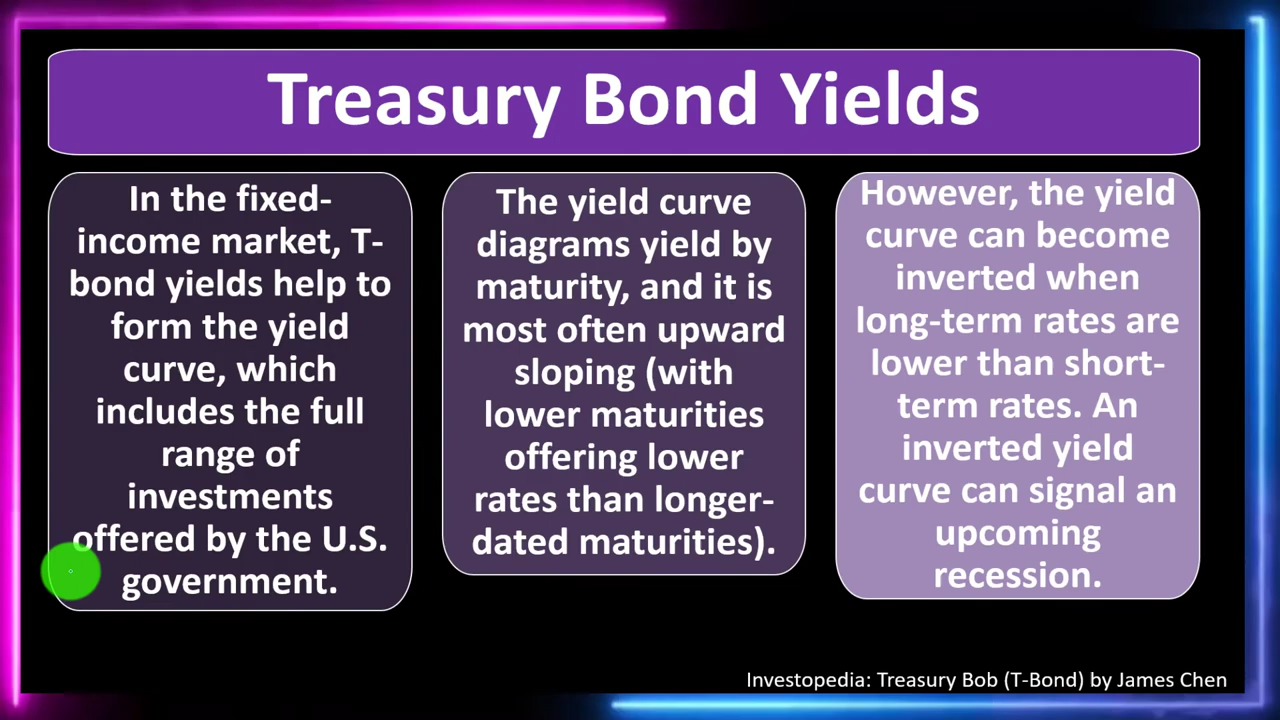 Treasury Bond Yields
In the fixed-
income market, T-
bond yields help to
form the yield
curve, which
includes the full
range of
investments
offered by the U.S.
government.
The yield curve
diagrams yield by
maturity, and it is
most often upward
sloping (with
lower maturities
offering lower
rates than longer-
dated maturities).
However, the yield
curve can become
inverted when
long-term rates are
lower than short-
term rates. An
inverted yield
curve can signal an
upcoming
recession.
Investopedia: Treasury Bob (T-Bond) by James Chen